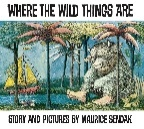 WHERE THE WILD THINGS ARE
STORY AND PICTURES BY MAURICE SENDAK